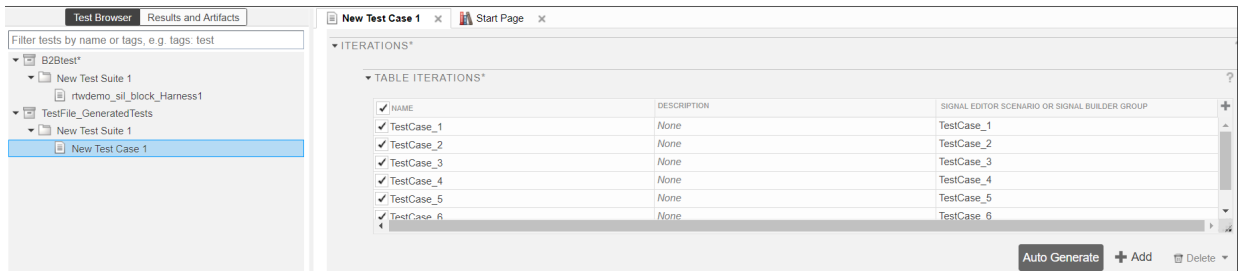 Test Browser Results and Artifacts
Filter tests by name or tags, e.g. tags: test
B2Btest*
New Test Suite 1
rtwdemo_sil_block_Harness1
TestFile_GeneratedTests
New Test Suite 1
New Test Case 1
New Test Case 1 × Start Page ×
ITERATIONS*
TABLE ITERATIONS* ?
NAME DESCRIPTION SIGNAL EDITOR SCENARIO OR SIGNAL BUILDER GROUP
TestCase_1 None TestCase_1
TestCase_2 None TestCase_2
TestCase_3 None TestCase_3
TestCase_4 None TestCase_4
TestCase_5 None TestCase_5
TestCase_6 None TestCase_6
Auto Generate Add Delete